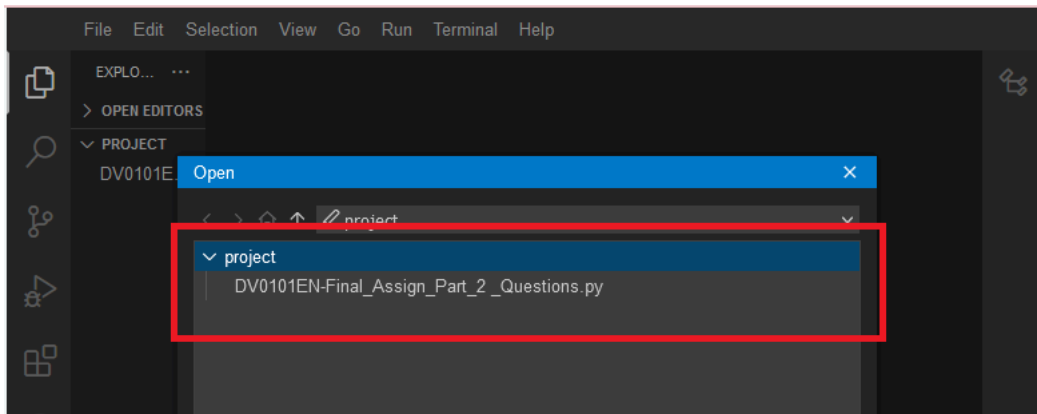 File Edit Selection View Go Run Terminal Help
EXPLO... ···
OPEN EDITORS
PROJECT
DV0101E
Open
project
project
DV0101EN-Final_Assign_Part_2 _Questions.py